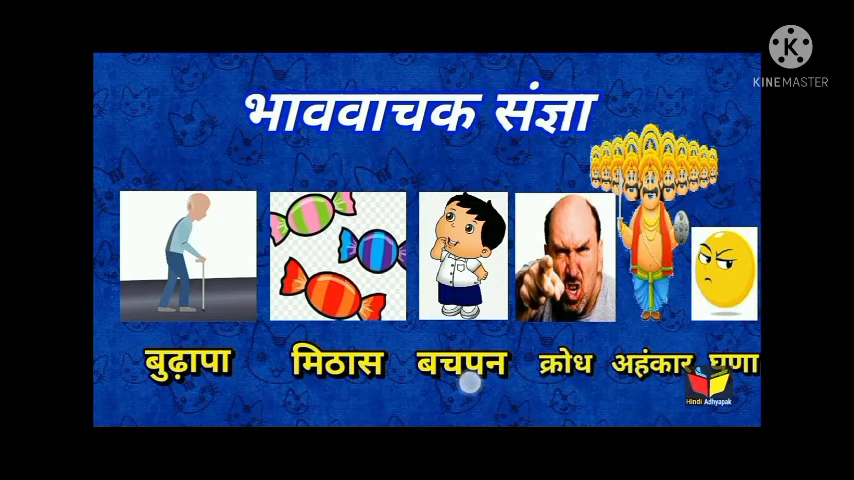 KINEMASTER
भाववाचक संज्ञा
बुढ़ापा मिठास बचपन क्रोध अहंकार घृणा
Hindi Adhyapak